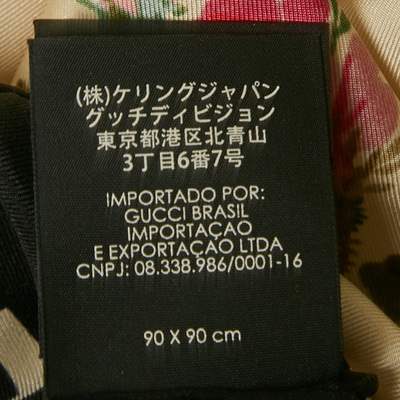 (株)ケリングジャパン
グッチディビジョン
東京都港区北青山
3丁目6番7号
IMPORTADO POR:
GUCCI BRASIL
IMPORTAÇAO
E EXPORTAÇAO LTDA
CNPJ: 08.338.986/0001-16
90 X 90 cm